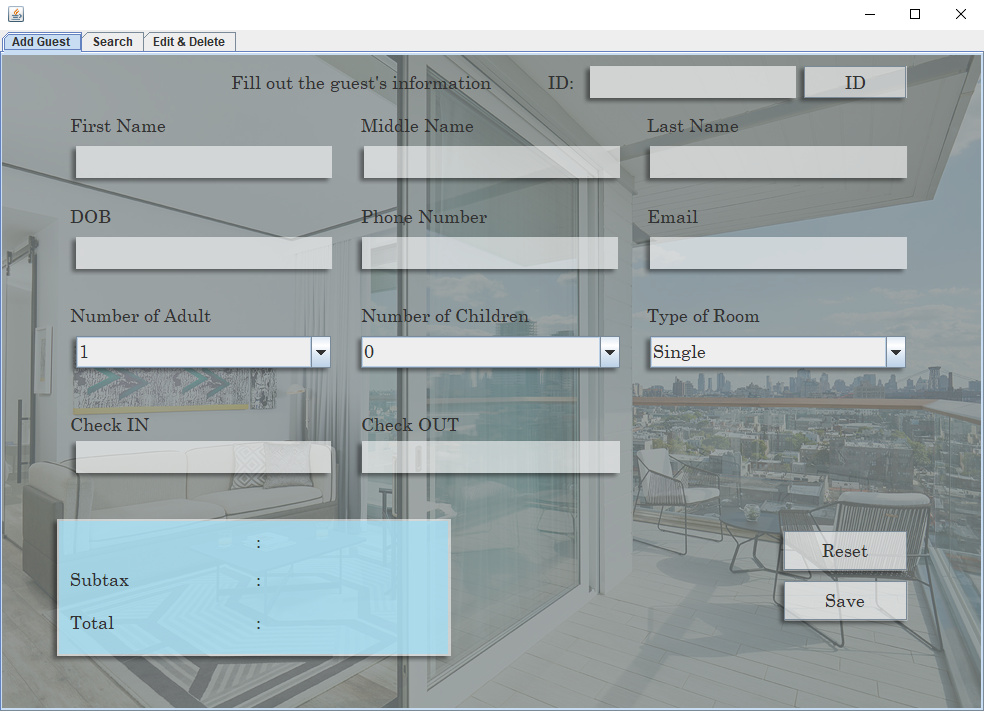 Add Guest Search Edit & Delete
Fill out the guest's information ID: ID
First Name Middle Name Last Name
DOB Phone Number Email
Number of Adult Number of Children Type of Room
1 0 Single
Check IN Check OUT
:
Subtax :
Total :
Reset
Save